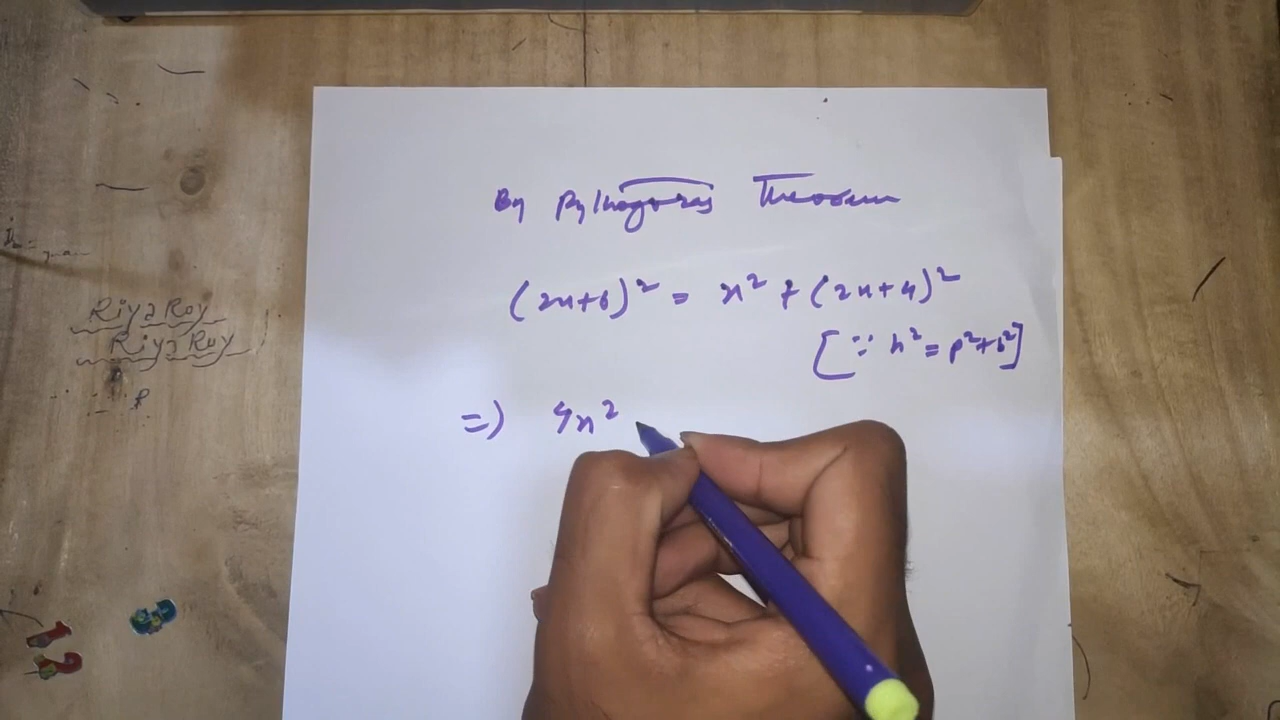 By Pythagoras Theorem
(2x+6)² = x² + (2x+4)²
[∵ h² = p²+b²]
=) 4x²
Riya Roy
Riya Roy